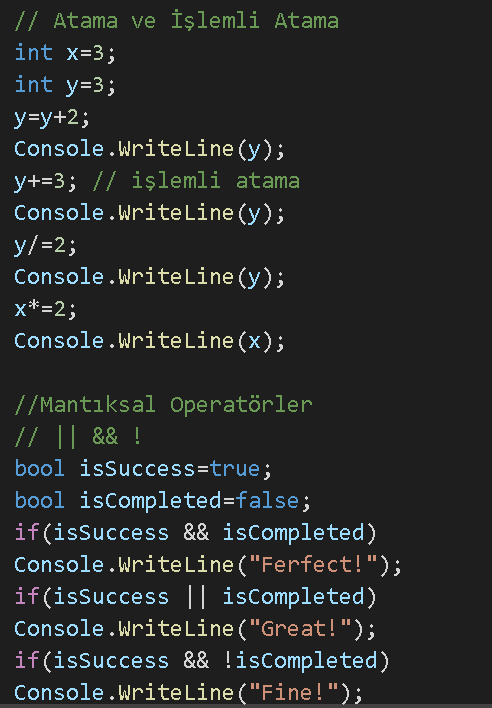 // Atama ve İşlemli Atama
int x=3;
int y=3;
y=y+2;
Console.WriteLine(y);
y+=3; // işlemli atama
Console.WriteLine(y);
y/=2;
Console.WriteLine(y);
x*=2;
Console.WriteLine(x);
//Mantıksal Operatörler
// || && !
bool isSuccess=true;
bool isCompleted=false;
if(isSuccess && isCompleted)
Console.WriteLine("Ferfect!");
if(isSuccess || isCompleted)
Console.WriteLine("Great!");
if(isSuccess && !isCompleted)
Console.WriteLine("Fine!");